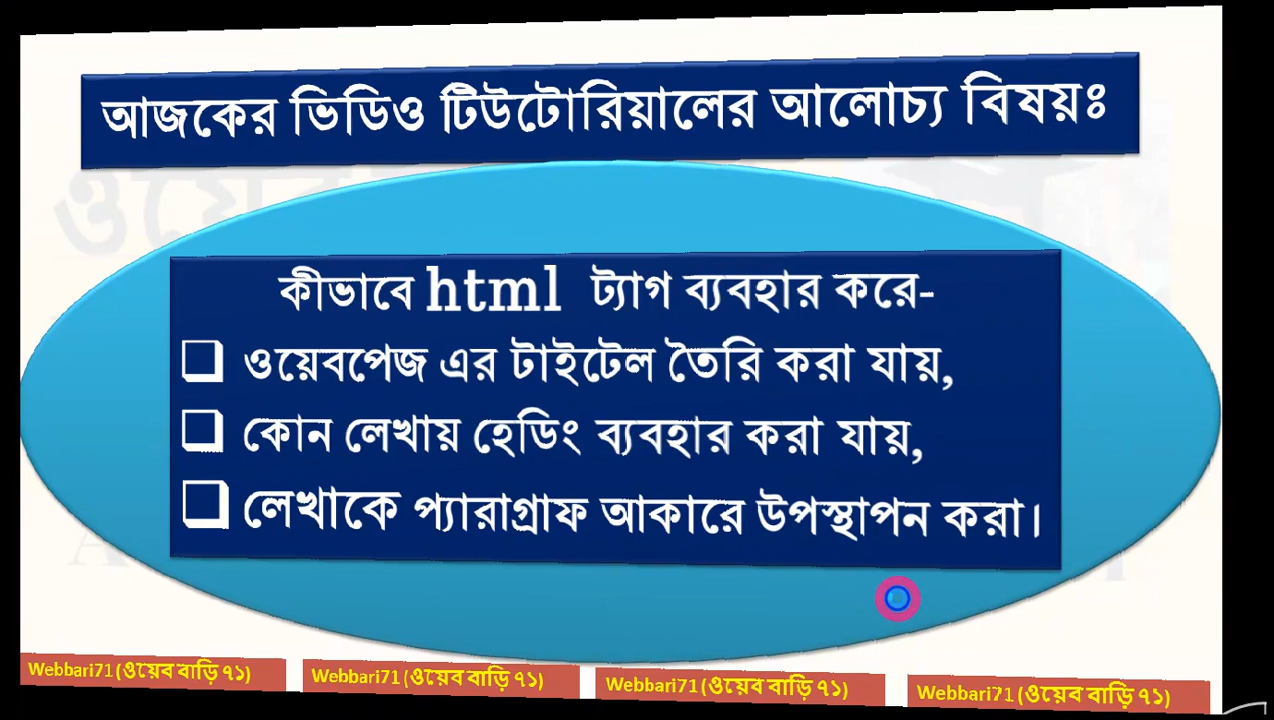 আজকের ভিডিও টিউটোরিয়ালের আলোচ্য বিষয়ঃ
কীভাবে html ট্যাগ ব্যবহার করে-
❑ ওয়েবপেজ এর টাইটেল তৈরি করা যায়,
❑ কোন লেখায় হেডিং ব্যবহার করা যায়,
❑ লেখাকে প্যারাগ্রাফ আকারে উপস্থাপন করা।
Webbari71 (ওয়েব বাড়ি ৭১) Webbari71 (ওয়েব বাড়ি ৭১) Webbari71 (ওয়েব বাড়ি ৭১) Webbari71 (ওয়েব বাড়ি ৭১)